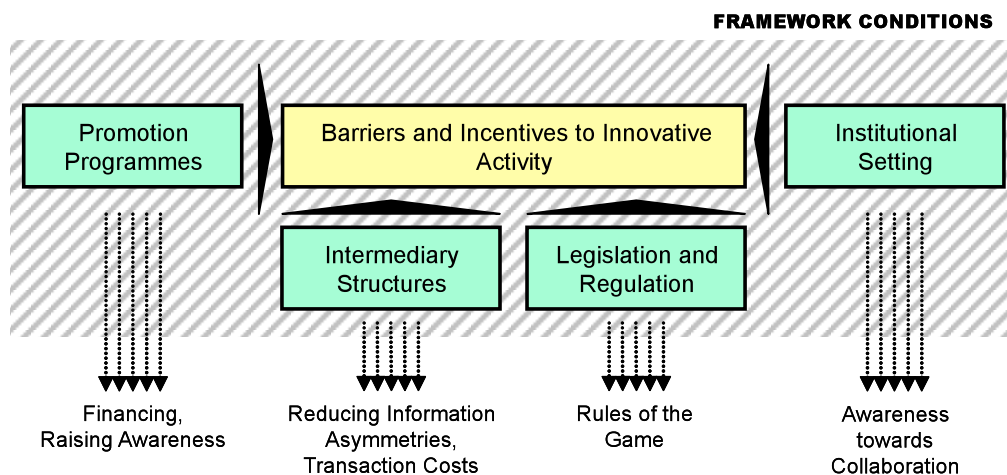 FRAMEWORK CONDITIONS
Promotion
Programmes
Barriers and Incentives to Innovative
Activity
Institutional
Setting
Intermediary
Structures
Legislation and
Regulation
Financing,
Raising Awareness
Reducing Information
Asymmetries,
Transaction Costs
Rules of the
Game
Awareness
towards
Collaboration